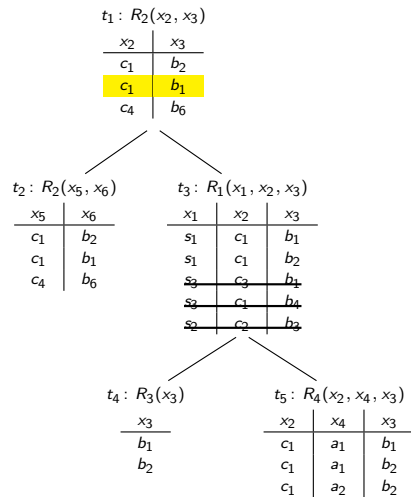 t₁: R₂(x₂, x₃)
x₂ x₃
c₁ b₂
c₁ b₁
c₄ b₆
t₂: R₂(x₅, x₆)
x₅ x₆
c₁ b₂
c₁ b₁
c₄ b₆
t₃: R₁(x₁, x₂, x₃)
x₁ x₂ x₃
s₁ c₁ b₁
s₁ c₁ b₂
s₃ c₃ b₁
s₃ c₁ b₄
s₂ c₂ b₃
t₄: R₃(x₃)
x₃
b₁
b₂
t₅: R₄(x₂, x₄, x₃)
x₂ x₄ x₃
c₁ a₁ b₁
c₁ a₁ b₂
c₁ a₂ b₂